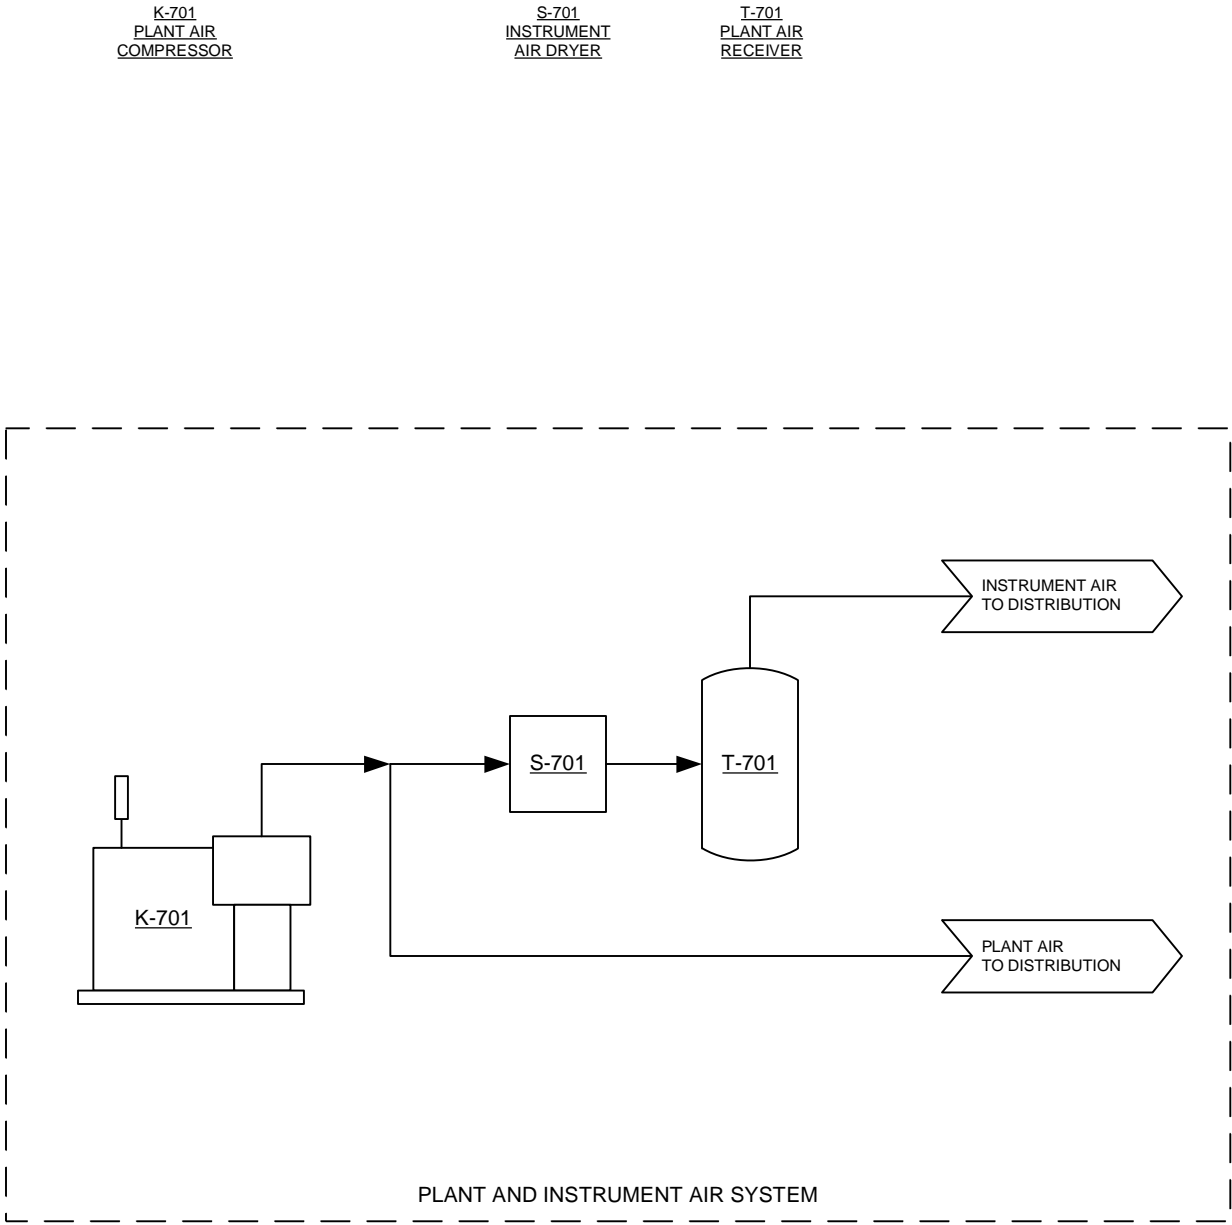 K-701
PLANT AIR
COMPRESSOR
S-701
INSTRUMENT
AIR DRYER
T-701
PLANT AIR
RECEIVER
INSTRUMENT AIR
TO DISTRIBUTION
S-701
T-701
K-701
PLANT AIR
TO DISTRIBUTION
PLANT AND INSTRUMENT AIR SYSTEM